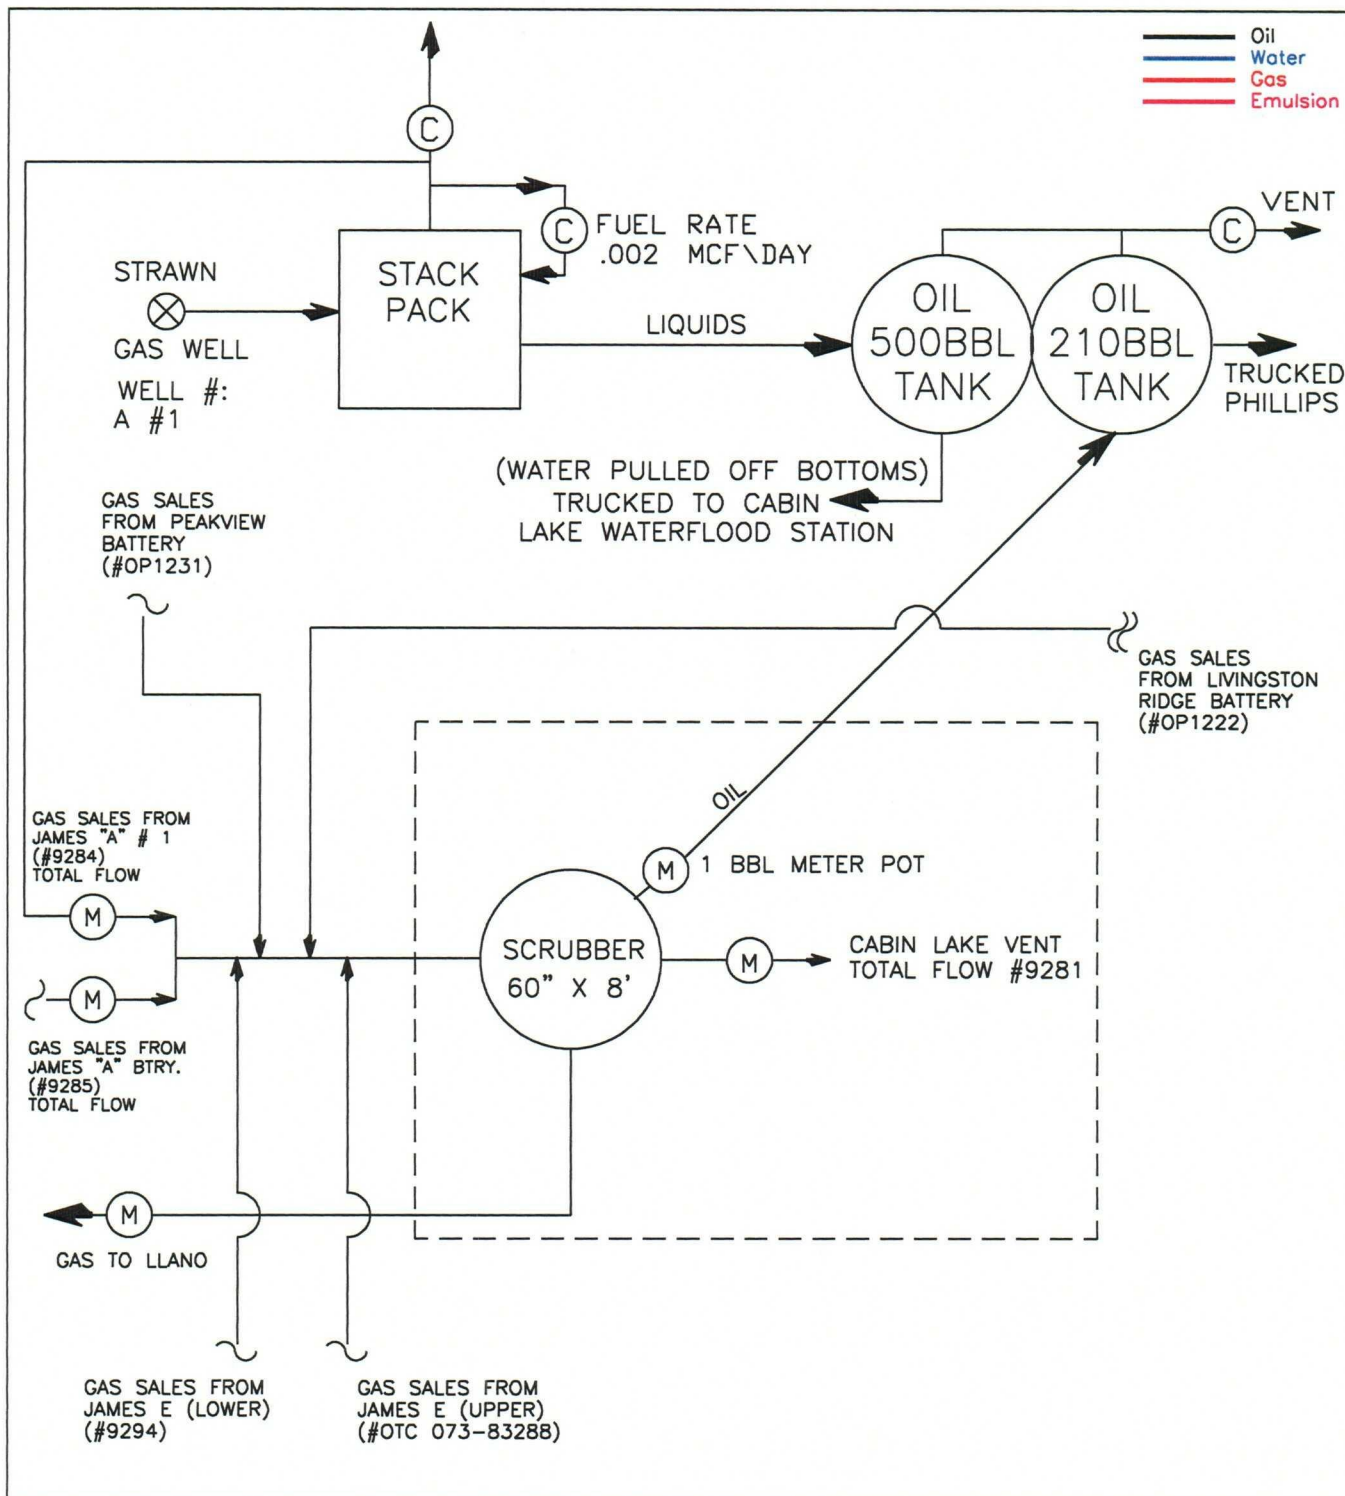 Oil
Water
Gas
Emulsion
C
C
FUEL RATE
.002 MCF\DAY
C
VENT
STRAWN
GAS WELL
WELL #:
A #1
STACK
PACK
LIQUIDS
OIL
500BBL
TANK
OIL
210BBL
TANK
TRUCKED
PHILLIPS
(WATER PULLED OFF BOTTOMS)
TRUCKED TO CABIN
LAKE WATERFLOOD STATION
GAS SALES
FROM PEAKVIEW
BATTERY
(#OP1231)
GAS SALES
FROM LIVINGSTON
RIDGE BATTERY
(#OP1222)
OIL
GAS SALES FROM
JAMES "A" # 1
(#9284)
TOTAL FLOW
M
M
1 BBL METER POT
SCRUBBER
60" X 8'
M
CABIN LAKE VENT
TOTAL FLOW #9281
M
GAS SALES FROM
JAMES "A" BTRY.
(#9285)
TOTAL FLOW
M
GAS TO LLANO
GAS SALES FROM
JAMES E (LOWER)
(#9294)
GAS SALES FROM
JAMES E (UPPER)
(#OTC 073-83288)